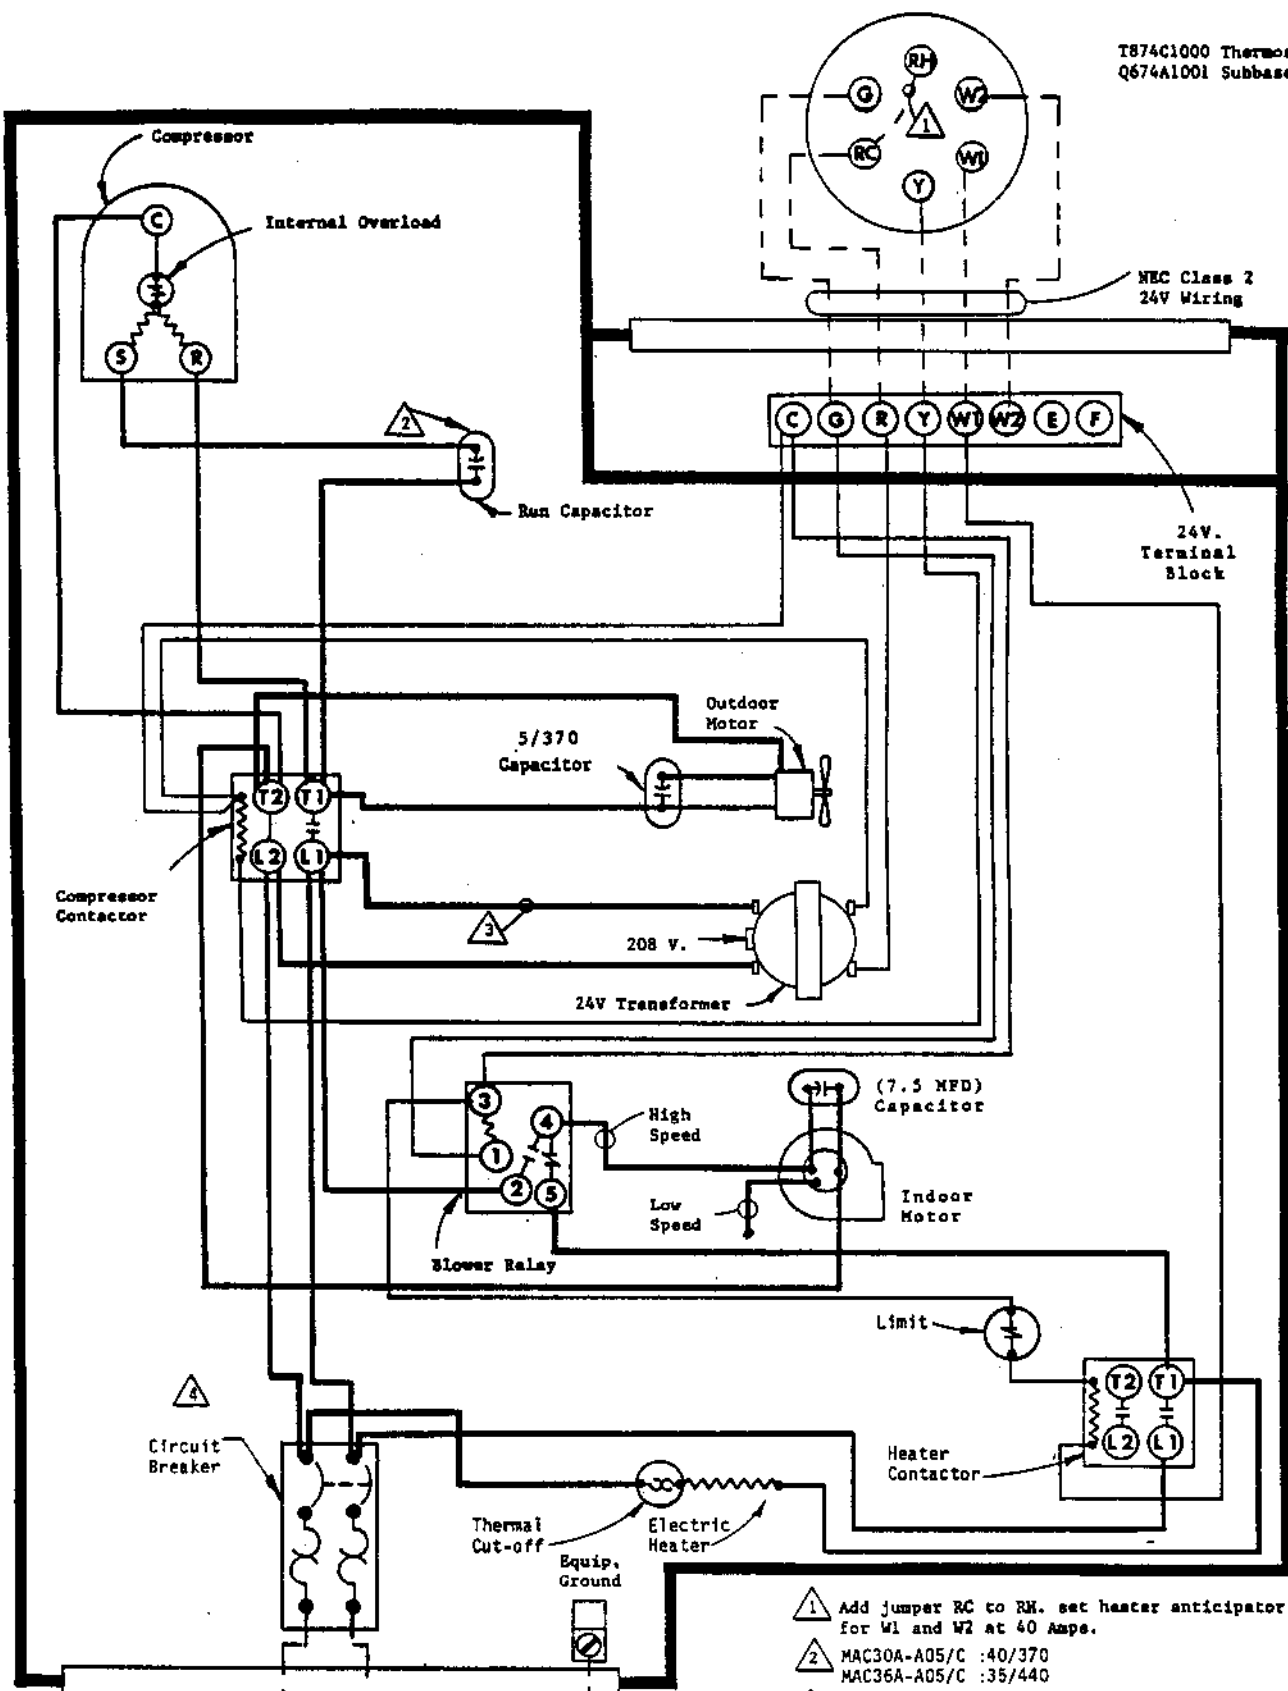 T874C1000
Q674A1001
RH
G
W2
1
RC
W1
Y
Compressor
C
Internal Overload
S
R
NEC Class 2
24V Wiring
C G R Y W1 W2 E F
2
Run Capacitor
24V.
Terminal
Block
Outdoor
Motor
5/370
Capacitor
T2 T1
L2 L1
Compressor
Contactor
3
208 V.
24V Transformer
3
4
1
2
5
High
Speed
(7.5 MFD)
Capacitor
Low
Speed
Indoor
Motor
Blower Relay
Limit
4
T2 T1
L2 L1
Circuit
Breaker
Heater
Contactor
Thermal
Cut-off
Electric
Heater
Equip.
Ground
1 Add jumper RC to RH. set heater anticipator
for W1 and W2 at 40 Amps.
2 MAC30A-A05/C :40/370
MAC36A-A05/C :35/440